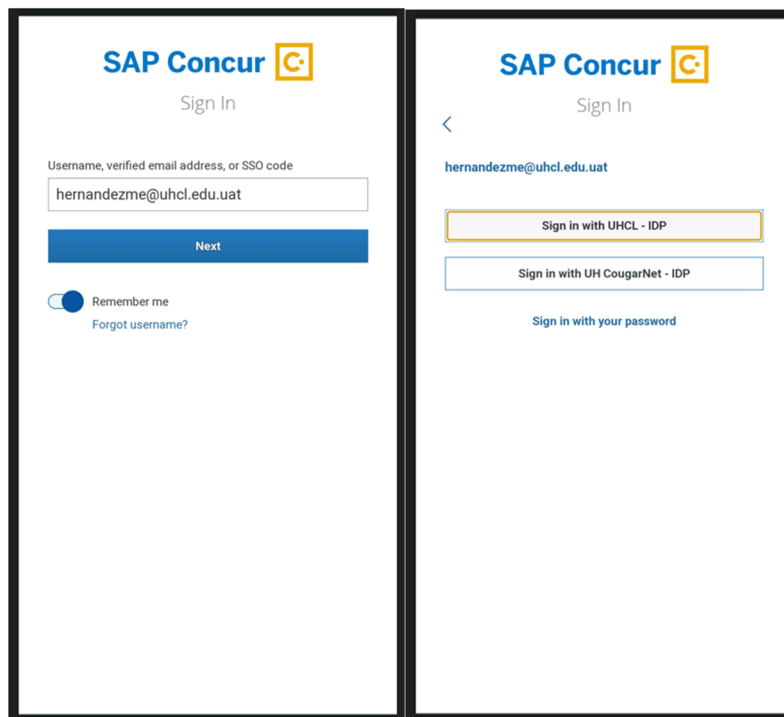 SAP Concur C.
Sign In
Username, verified email address, or SSO code
hernandezme@uhcl.edu.uat
Next
Remember me
Forgot username?
SAP Concur C.
Sign In
hernandezme@uhcl.edu.uat
Sign in with UHCL - IDP
Sign in with UH CougarNet - IDP
Sign in with your password